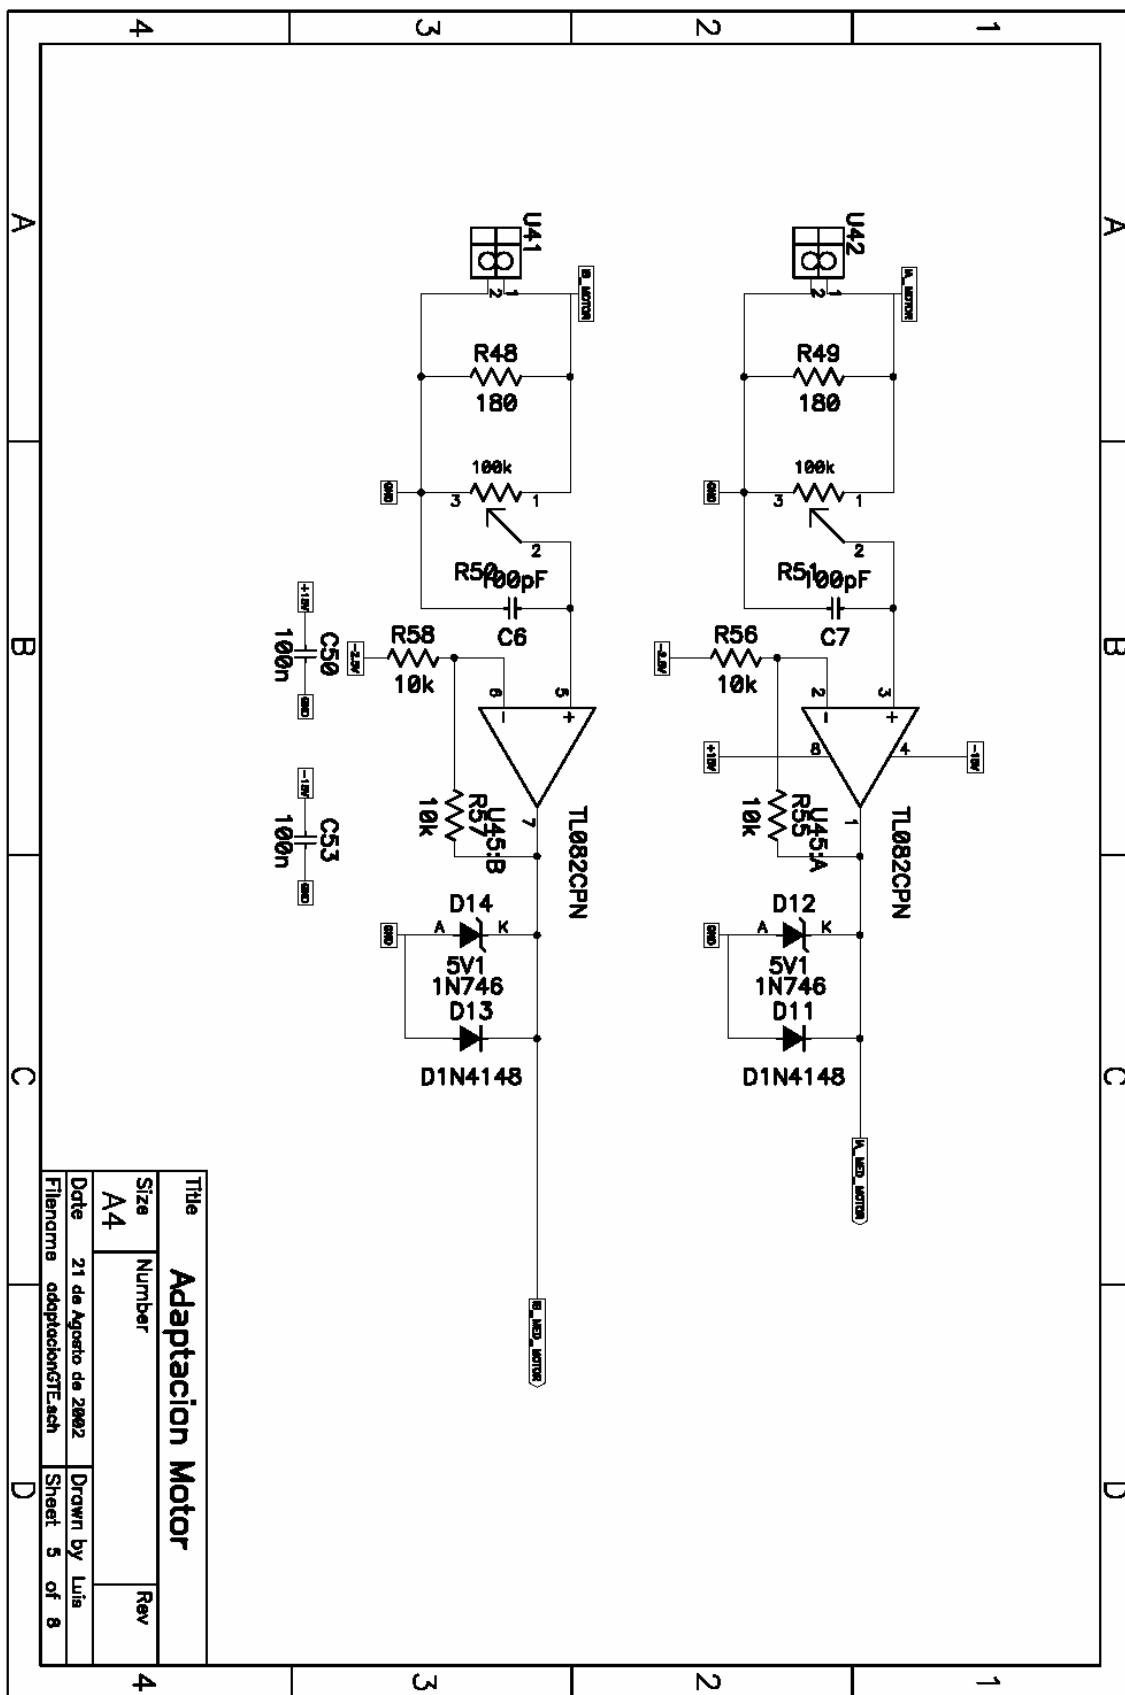 4
3
2
1
A
A
U41
U42
IB_MOTOR
IA_MOTOR
2
1
2
1
R48
180
R49
180
100k
3
1
100k
3
1
GND
GND
2
2
R50
100pF
R51
100pF
C6
C7
B
B
+15V
C50
100n
GND
-15V
C53
100n
GND
-2.5V
R58
10k
-2.5V
R56
10k
6
5
2
3
-
+
-
+
8
4
+15V
-15V
R57
10k
U45:B
7
TL082CPN
R55
10k
U45:A
1
TL082CPN
D14
A
K
5V1
1N746
GND
D13
D1N4148
D12
A
K
5V1
1N746
GND
D11
D1N4148
C
C
IA_MED_MOTOR
IB_MED_MOTOR
Title
Adaptacion Motor
Size
A4
Number
Rev
Date 21 de Agosto de 2002
Drawn by Luis
Filename adaptacionGTE.sch
Sheet 5 of 8
D
D
4
3
2
1